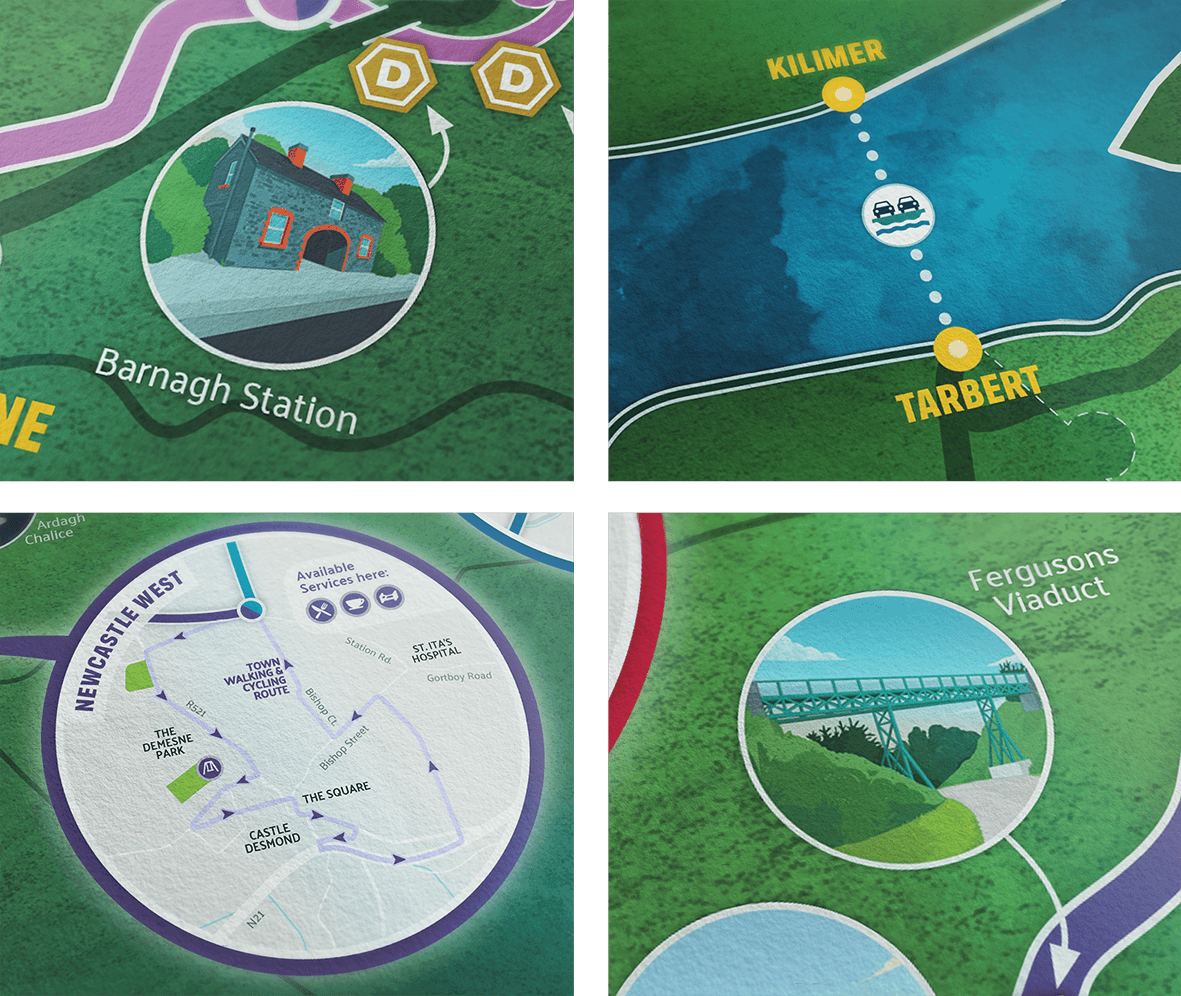 D
D
Barnagh Station
NE
KILIMER
TARBERT
Ardagh
Chalice
NEWCASTLE WEST
Available
Services here:
Station Rd.
ST. ITA'S
HOSPITAL
Gortboy Road
TOWN
WALKING &
CYCLING
ROUTE
Bishop Ct.
R521
Bishop Street
THE
DEMESNE
PARK
THE SQUARE
CASTLE
DESMOND
N21
Fergusons
Viaduct